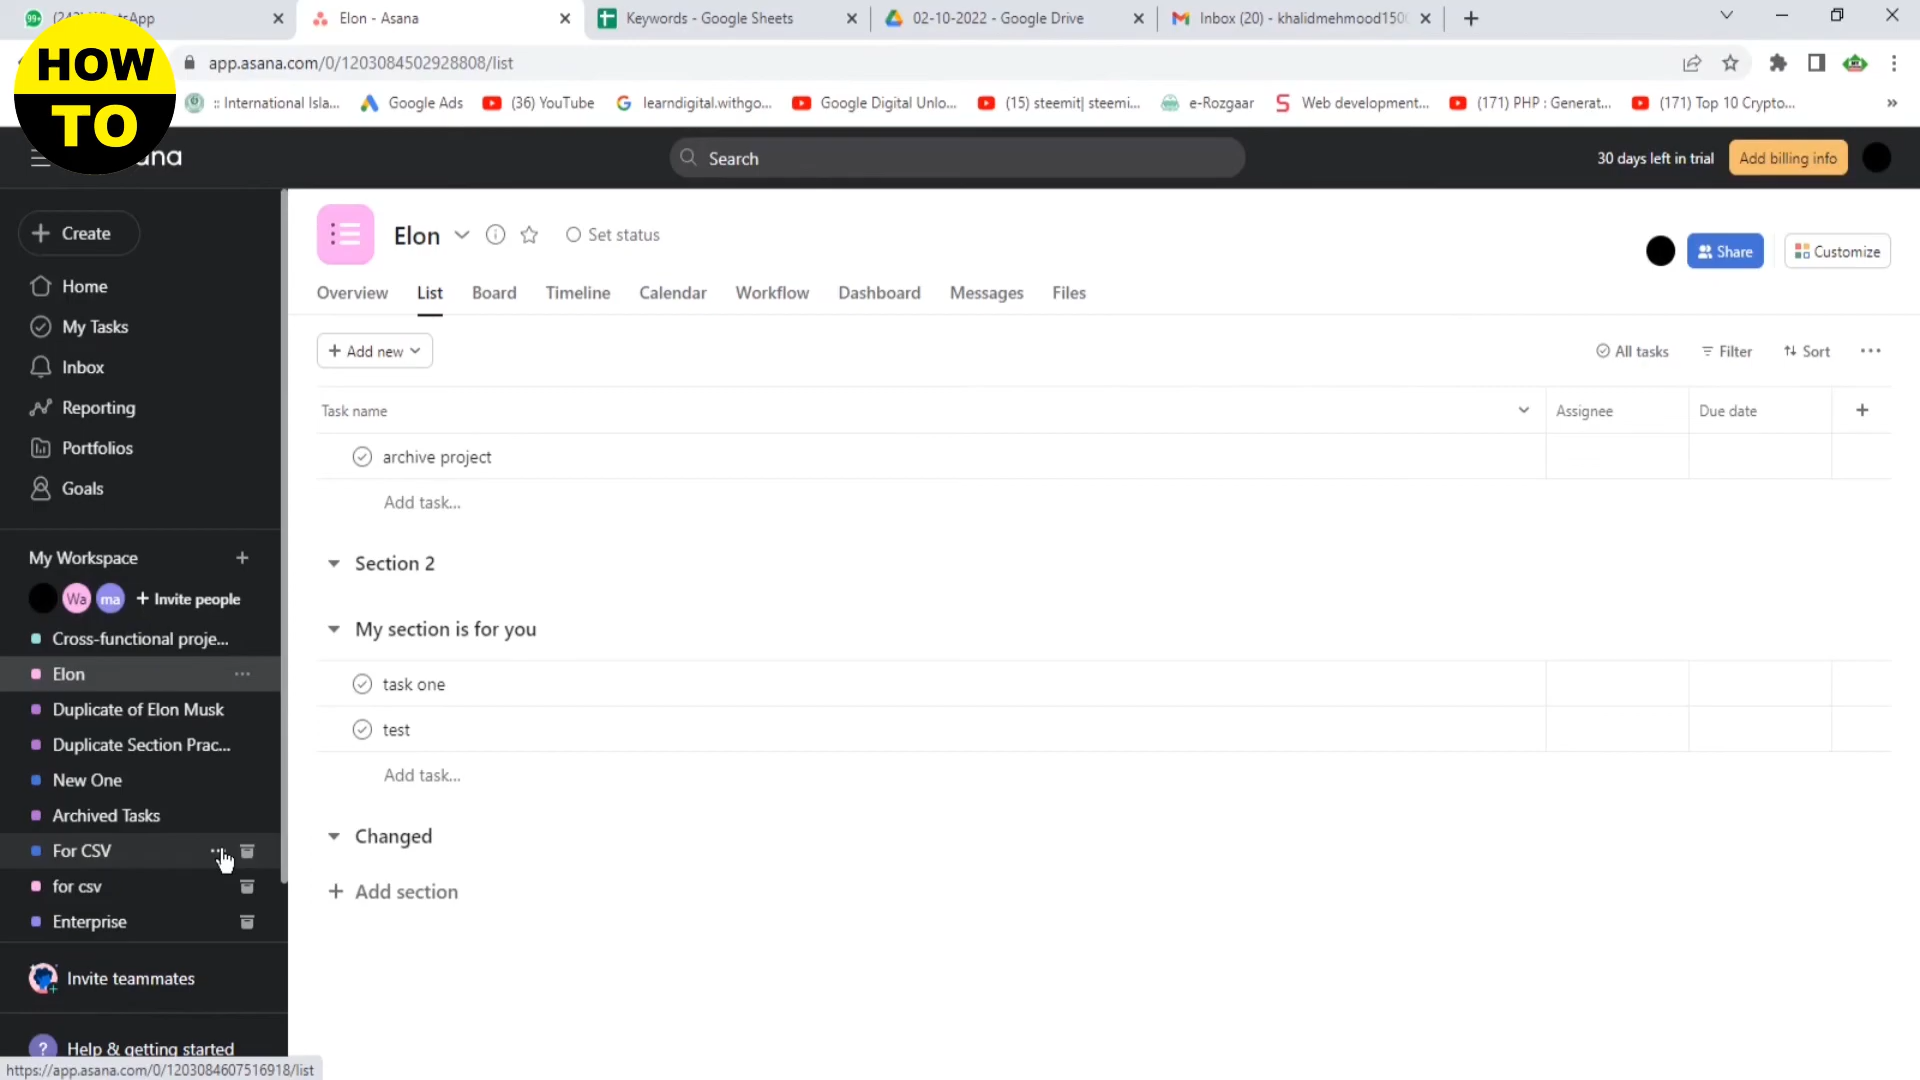 99+
Elon - Asana
Keywords - Google Sheets
02-10-2022 - Google Drive
Inbox (20) - khalidmehmood150
HOW
TO
app.asana.com/0/1203084502928808/list
:: International Isla...
Google Ads
(36) YouTube
learndigital.withgo...
Google Digital Unlo...
(15) steemit| steemi...
e-Rozgaar
Web development...
(171) PHP : Generat...
(171) Top 10 Crypto...
»
ana
Search
30 days left in trial
Add billing info
Create
Home
My Tasks
Inbox
Reporting
Portfolios
Goals
My Workspace
Wa
ma
Invite people
Cross-functional proje...
Elon
Duplicate of Elon Musk
Duplicate Section Prac...
New One
Archived Tasks
For CSV
for csv
Enterprise
Invite teammates
? Help & getting started
https://app.asana.com/0/1203084607516918/list
Elon
Set status
Share
Customize
Overview
List
Board
Timeline
Calendar
Workflow
Dashboard
Messages
Files
+ Add new
All tasks
Filter
Sort
Task name
Assignee
Due date
archive project
Add task...
Section 2
My section is for you
task one
test
Add task...
Changed
+ Add section